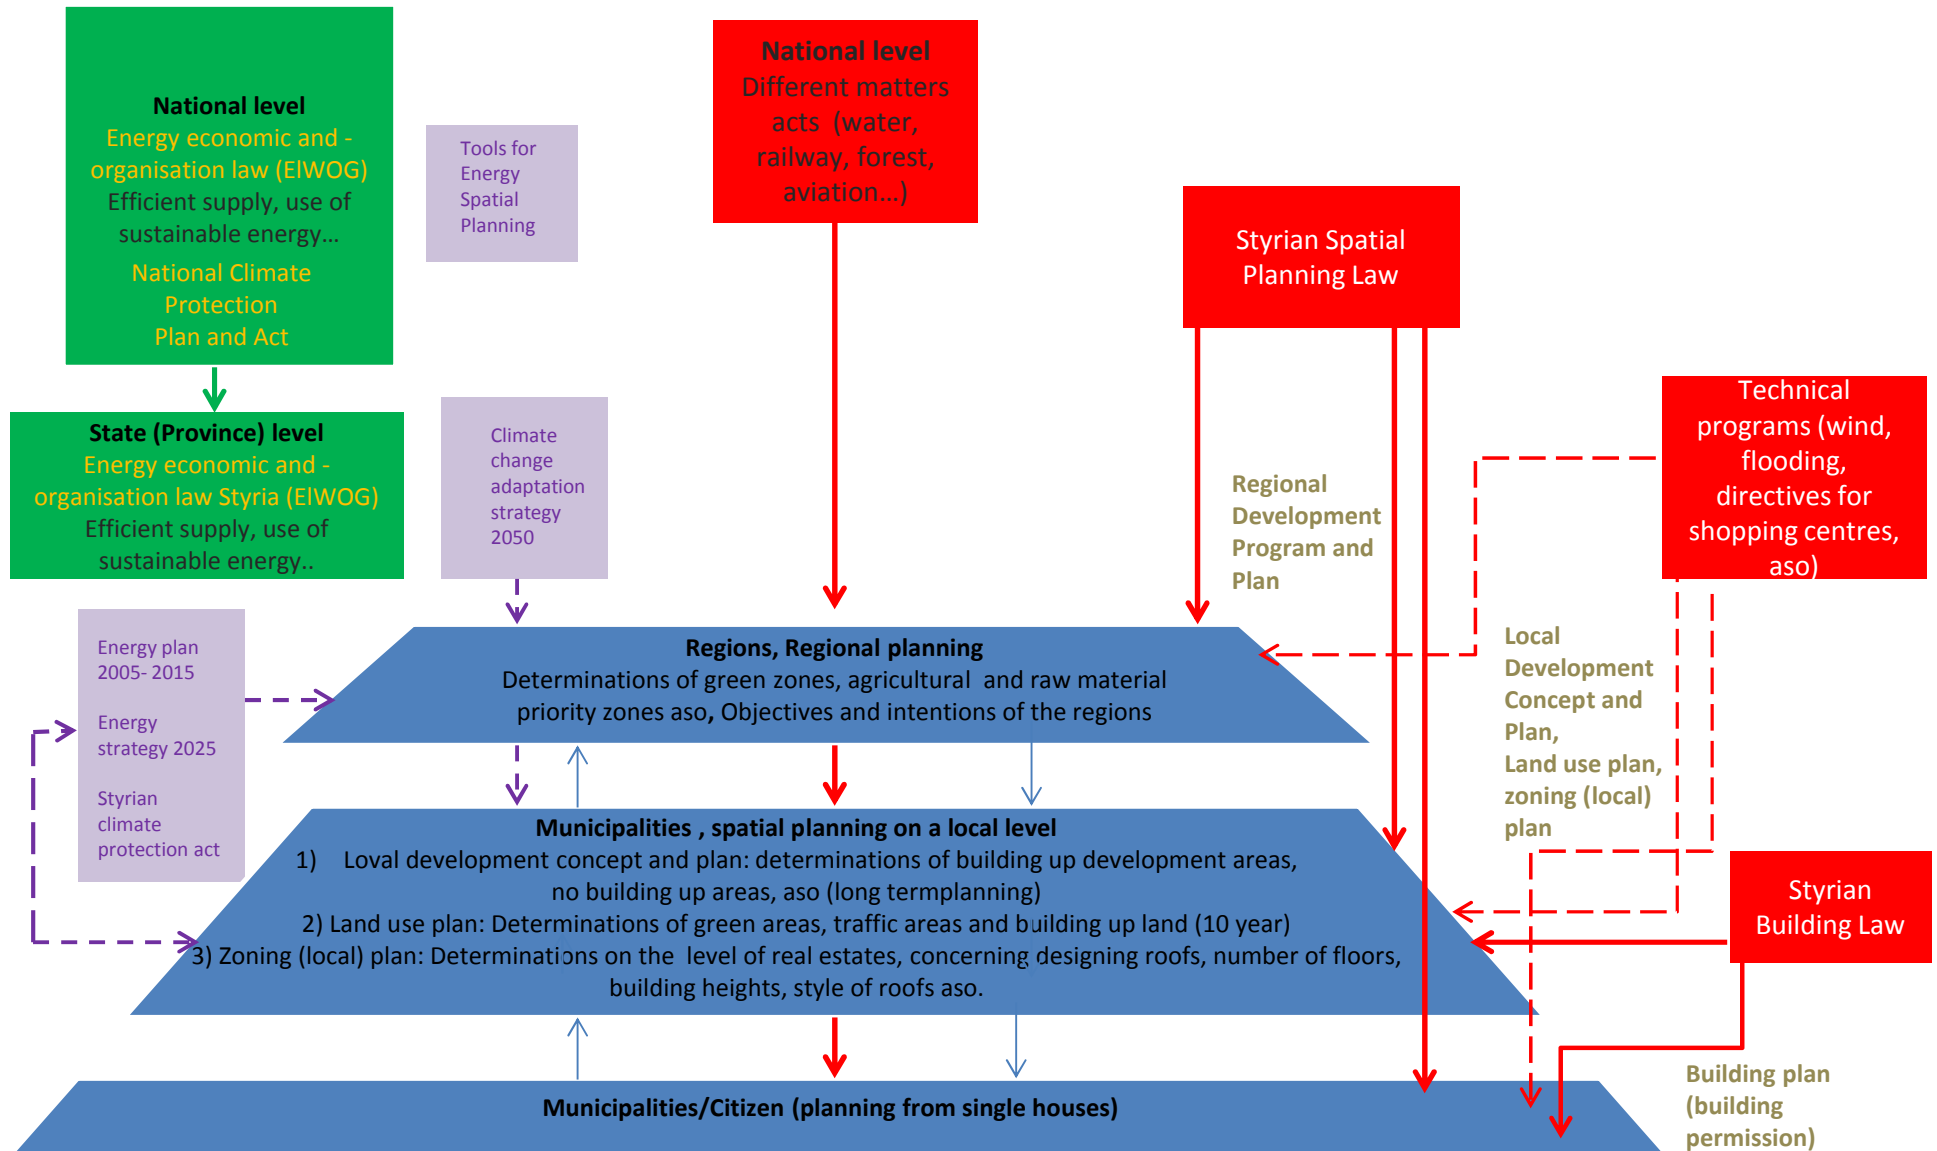 National level
Energy economic and -
organisation law (ElWOG)
Efficient supply, use of
sustainable energy…
National Climate
Protection
Plan and Act
Tools for
Energy
Spatial
Planning
National level
Different matters
acts (water,
railway, forest,
aviation…)
Styrian Spatial
Planning Law
State (Province) level
Energy economic and -
organisation law Styria (ElWOG)
Efficient supply, use of
sustainable energy..
Climate
change
adaptation
strategy
2050
Regional
Development
Program and
Plan
Technical
programs (wind,
flooding,
directives for
shopping centres,
aso)
Energy plan
2005- 2015
Energy
strategy 2025
Styrian
climate
protection act
Regions, Regional planning
Determinations of green zones, agricultural and raw material
priority zones aso, Objectives and intentions of the regions
Local
Development
Concept and
Plan,
Land use plan,
zoning (local)
plan
Municipalities , spatial planning on a local level
1) Loval development concept and plan: determinations of building up development areas,
no building up areas, aso (long termplanning)
2) Land use plan: Determinations of green areas, traffic areas and building up land (10 year)
3) Zoning (local) plan: Determinations on the level of real estates, concerning designing roofs, number of floors,
building heights, style of roofs aso.
Styrian
Building Law
Municipalities/Citizen (planning from single houses)
Building plan
(building
permission)